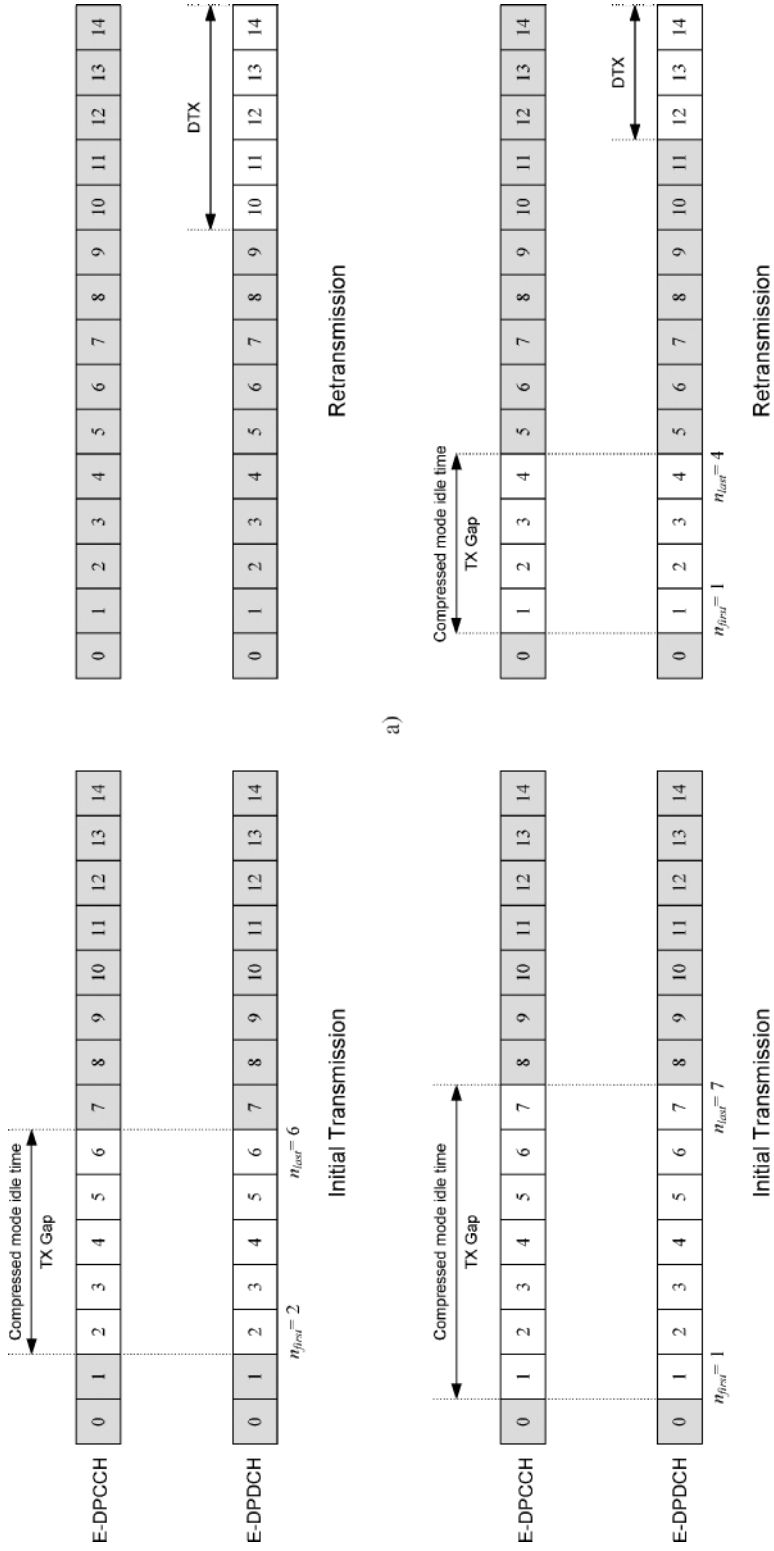 Compressed mode idle time
TX Gap
E-DPCCH
0 1 2 3 4 5 6 7 8 9 10 11 12 13 14
0 1 2 3 4 5 6 7 8 9 10 11 12 13 14
DTX
E-DPDCH
0 1 2 3 4 5 6 7 8 9 10 11 12 13 14
0 1 2 3 4 5 6 7 8 9 10 11 12 13 14
n_first= 2
n_last= 6
Initial Transmission
Retransmission
a)
Compressed mode idle time
TX Gap
Compressed mode idle time
TX Gap
E-DPCCH
0 1 2 3 4 5 6 7 8 9 10 11 12 13 14
0 1 2 3 4 5 6 7 8 9 10 11 12 13 14
DTX
E-DPDCH
0 1 2 3 4 5 6 7 8 9 10 11 12 13 14
0 1 2 3 4 5 6 7 8 9 10 11 12 13 14
n_first= 1
n_last= 7
n_first= 1
n_last= 4
Initial Transmission
Retransmission